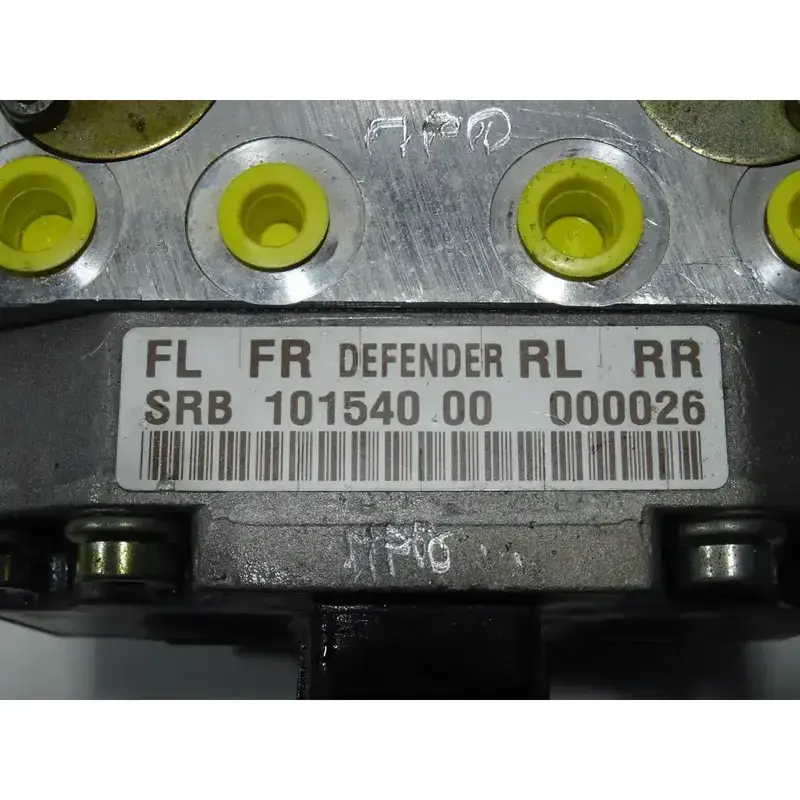 FL FR DEFENDER RL RR
SRB 101540 00 000026